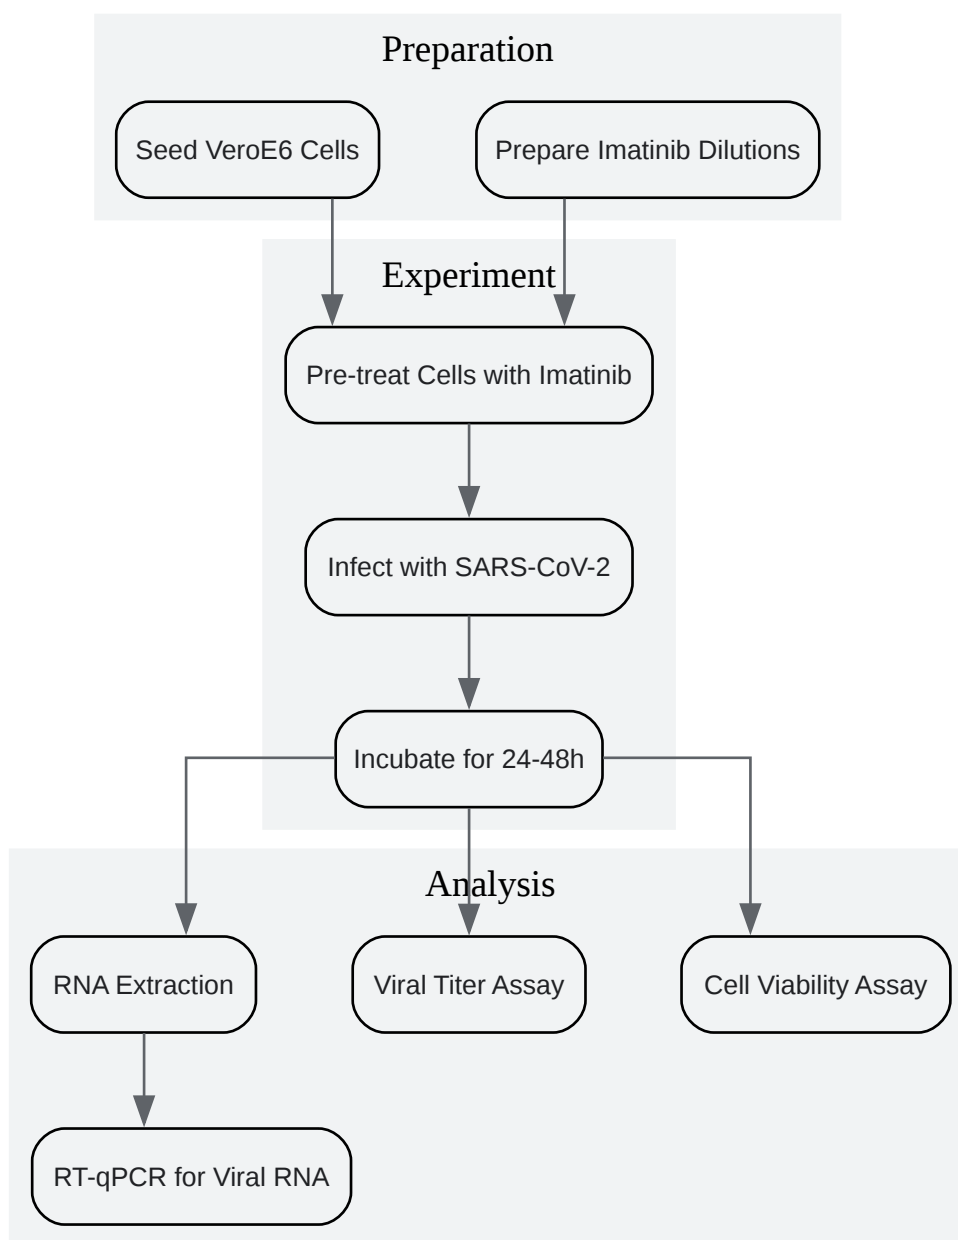 Preparation
Seed VeroE6 Cells
Prepare Imatinib Dilutions
Experiment
Pre-treat Cells with Imatinib
Infect with SARS-CoV-2
Incubate for 24-48h
Analysis
RNA Extraction
Viral Titer Assay
Cell Viability Assay
RT-qPCR for Viral RNA